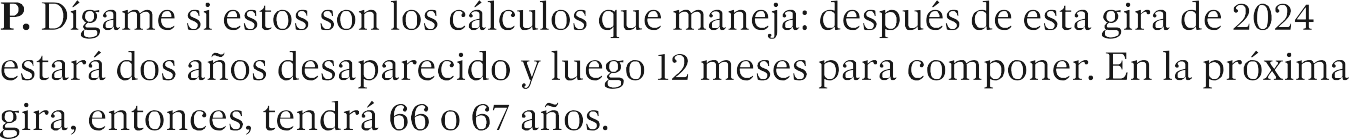 P. Dígame si estos son los cálculos que maneja: después de esta gira de 2024
estará dos años desaparecido y luego 12 meses para componer. En la próxima
gira, entonces, tendrá 66 o 67 años.